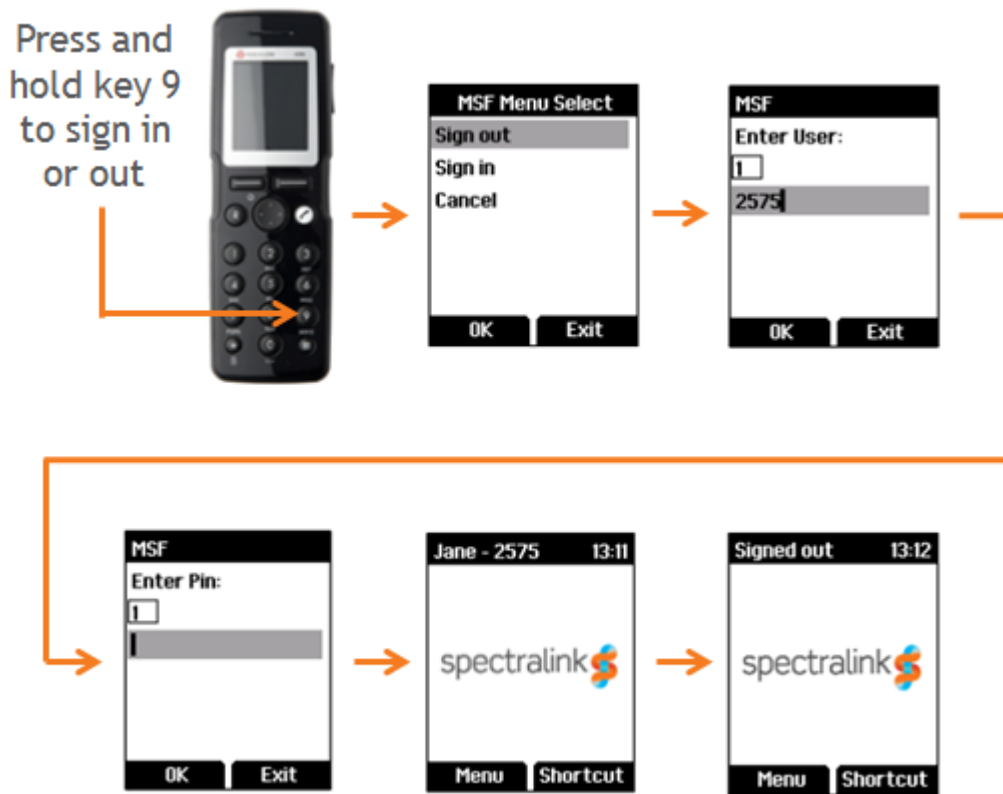 Press and
hold key 9
to sign in
or out
MSF Menu Select
Sign out
Sign in
Cancel
OK Exit
MSF
Enter User:
1
2575
OK Exit
MSF
Enter Pin:
1
OK Exit
Jane - 2575 13:11
spectralink
Menu Shortcut
Signed out 13:12
spectralink
Menu Shortcut